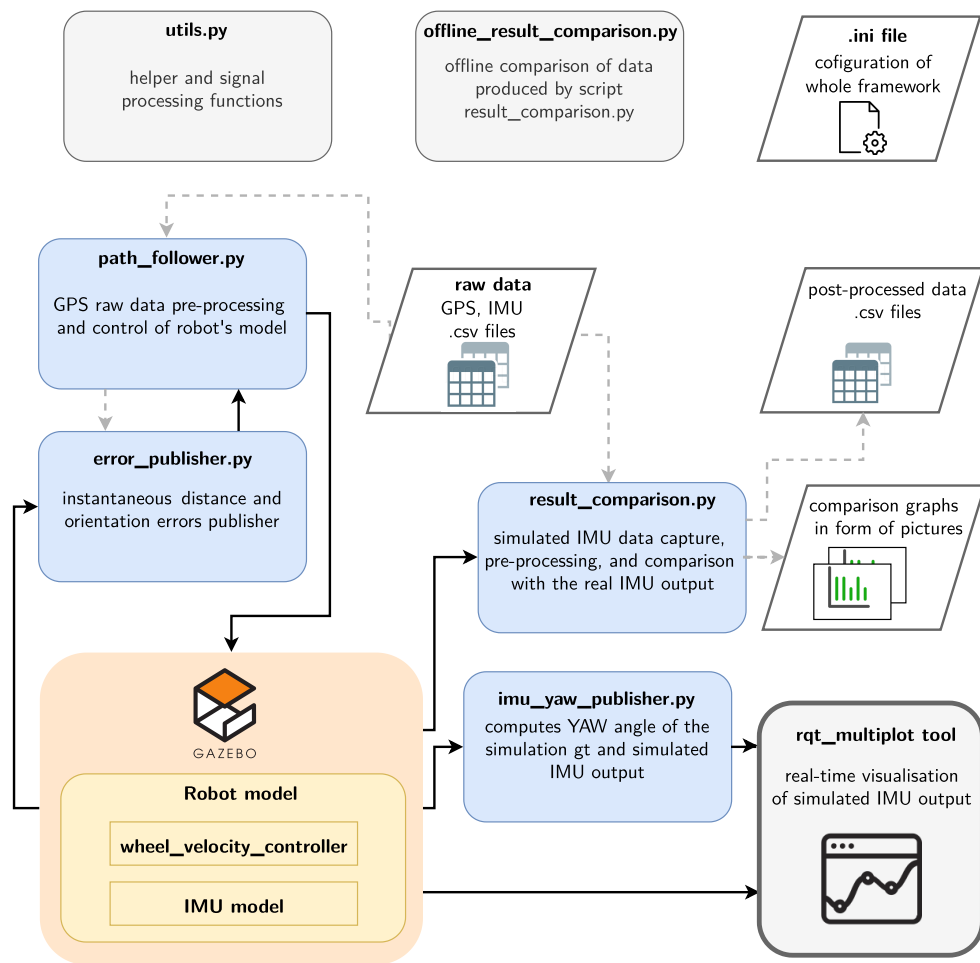 utils.py
helper and signal
processing functions
offline_result_comparison.py
offline comparison of data
produced by script
result_comparison.py
.ini file
cofiguration of
whole framework
path_follower.py
GPS raw data pre-processing
and control of robot's model
raw data
GPS, IMU
.csv files
post-processed data
.csv files
error_publisher.py
instantaneous distance and
orientation errors publisher
result_comparison.py
simulated IMU data capture,
pre-processing, and comparison
with the real IMU output
comparison graphs
in form of pictures
GAZEBO
Robot model
wheel_velocity_controller
IMU model
imu_yaw_publisher.py
computes YAW angle of the
simulation gt and simulated
IMU output
rqt_multiplot tool
real-time visualisation
of simulated IMU output